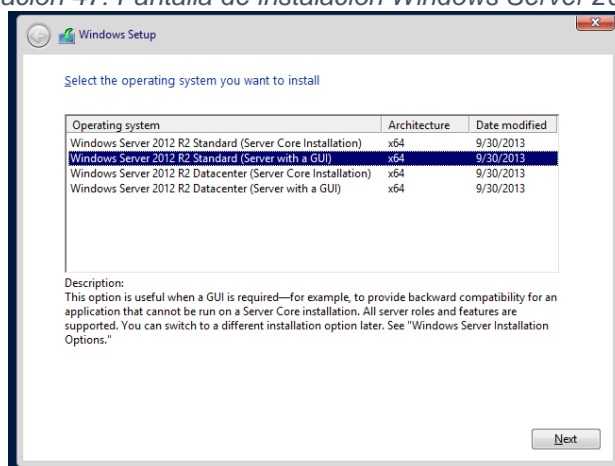 Pantalla de instalación Windows Server
Windows Setup
Select the operating system you want to install
Operating system Architecture Date modified
Windows Server 2012 R2 Standard (Server Core Installation) x64 9/30/2013
Windows Server 2012 R2 Standard (Server with a GUI) x64 9/30/2013
Windows Server 2012 R2 Datacenter (Server Core Installation) x64 9/30/2013
Windows Server 2012 R2 Datacenter (Server with a GUI) x64 9/30/2013
Description:
This option is useful when a GUI is required—for example, to provide backward compatibility for an
application that cannot be run on a Server Core installation. All server roles and features are
supported. You can switch to a different installation option later. See "Windows Server Installation
Options."
Next